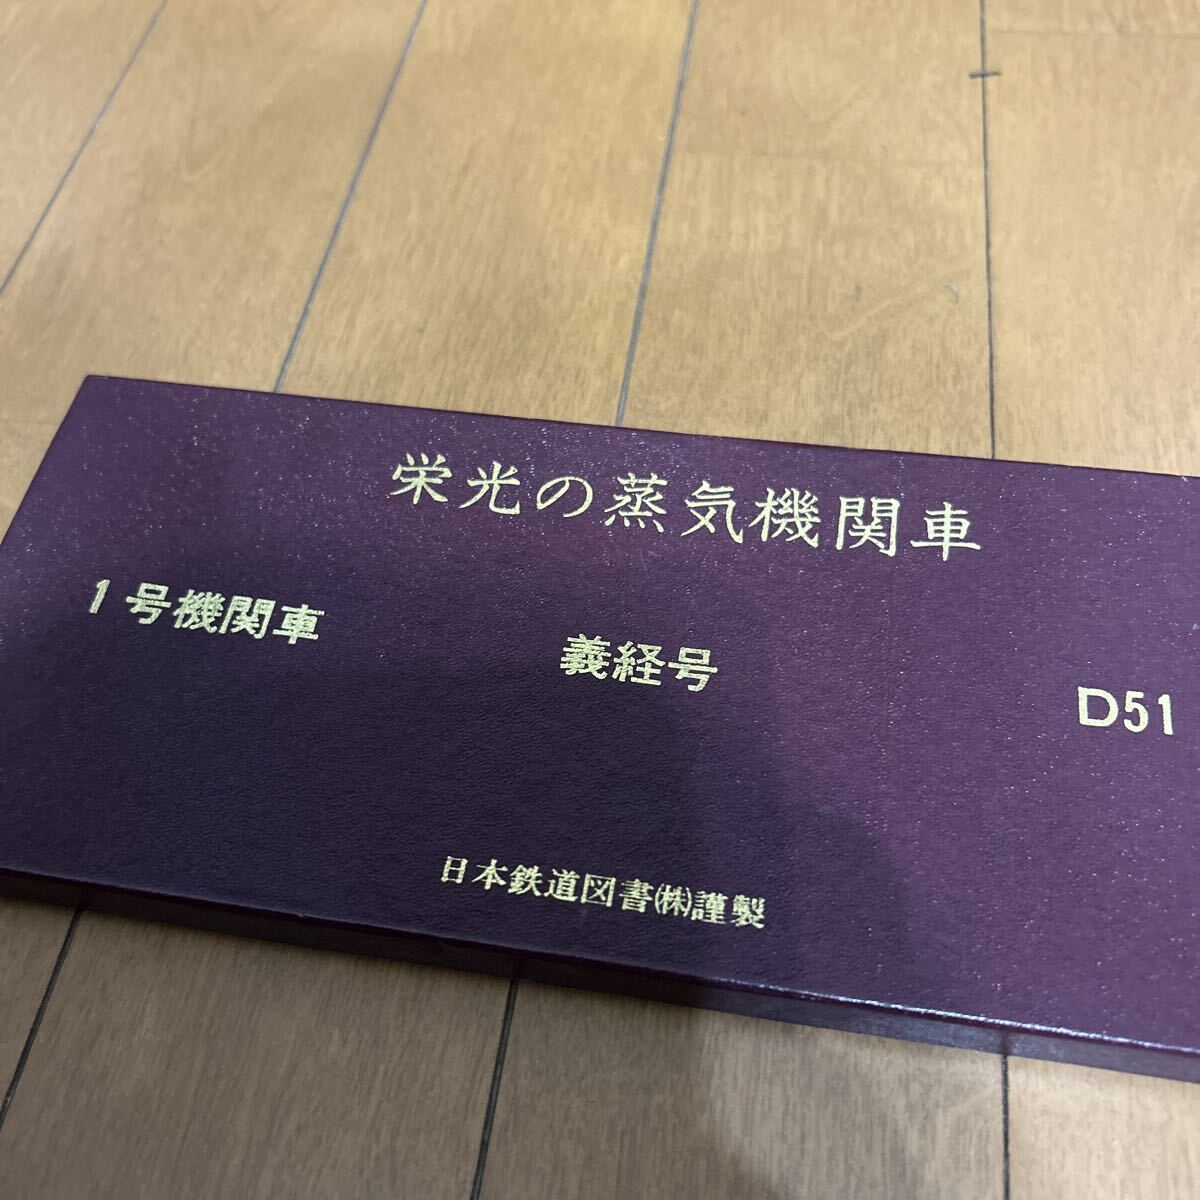 栄光の蒸気機関車
1号機関車
義経号
D51
日本鉄道図書㈱謹製